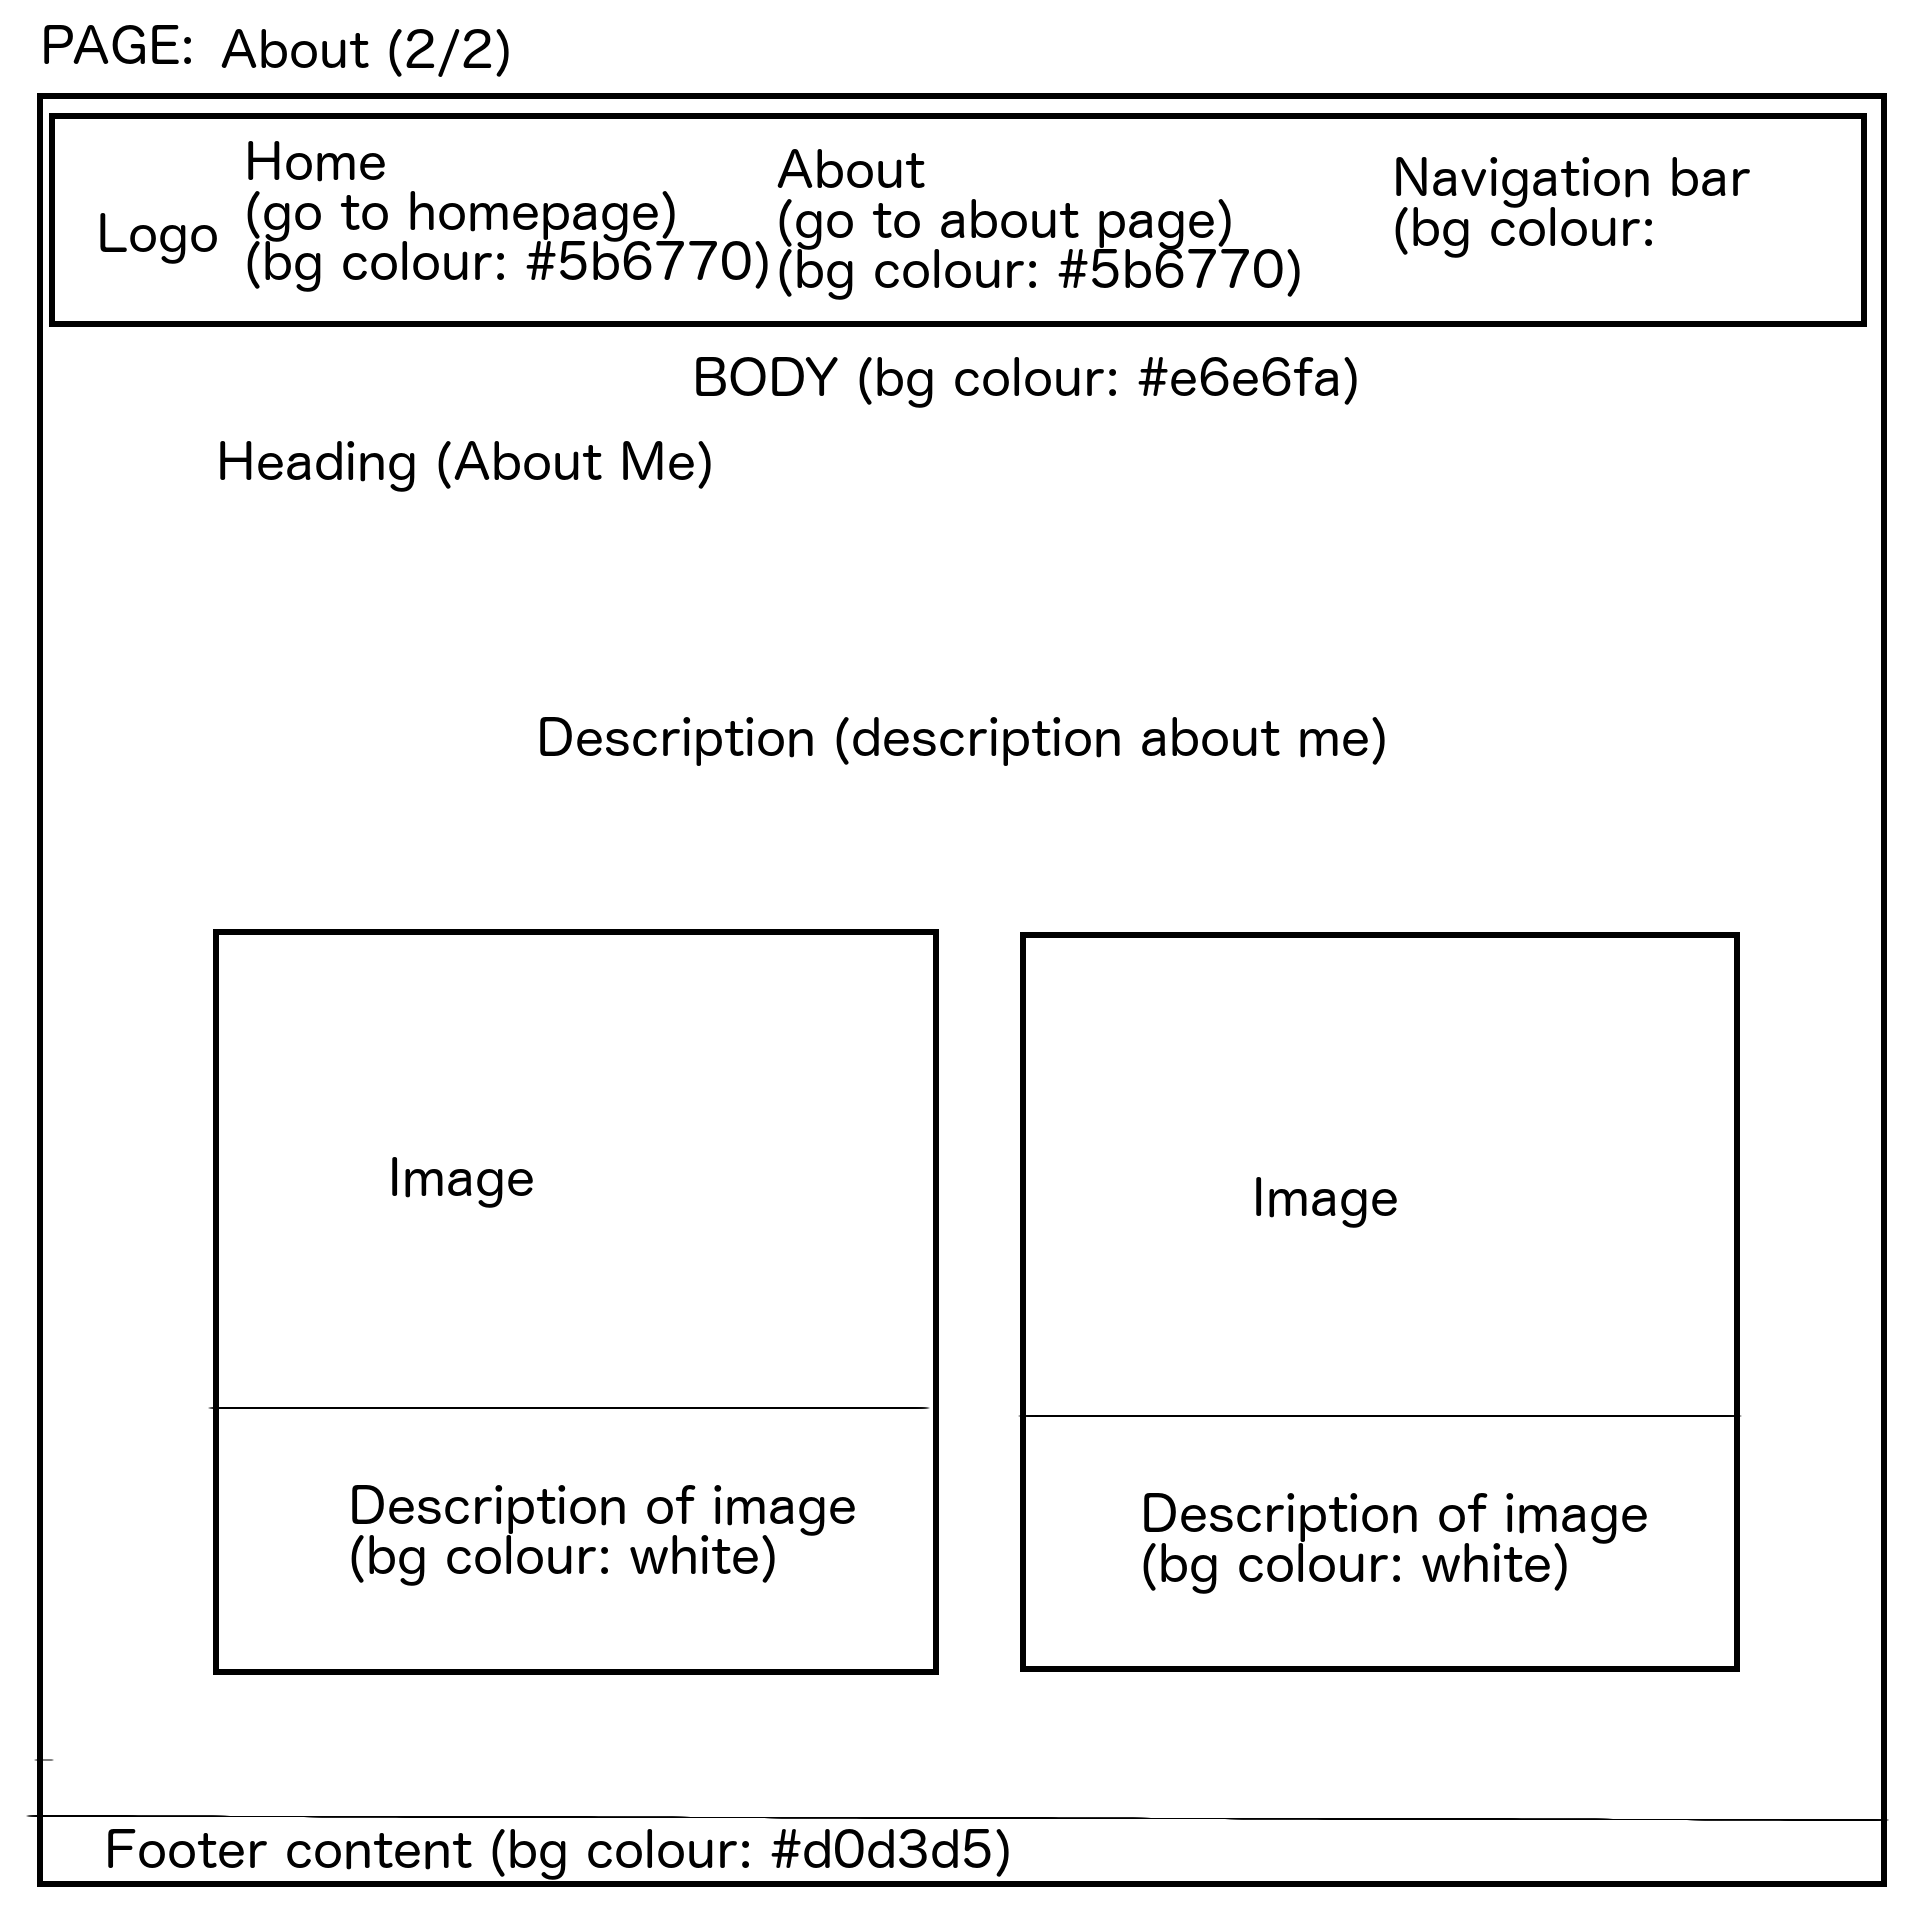 PAGE: About (2/2)
Logo
Home
(go to homepage)
(bg colour: #5b6770)
About
(go to about page)
(bg colour: #5b6770)
Navigation bar
(bg colour:
BODY (bg colour: #e6e6fa)
Heading (About Me)
Description (description about me)
Image
Image
Description of image
(bg colour: white)
Description of image
(bg colour: white)
Footer content (bg colour: #d0d3d5)